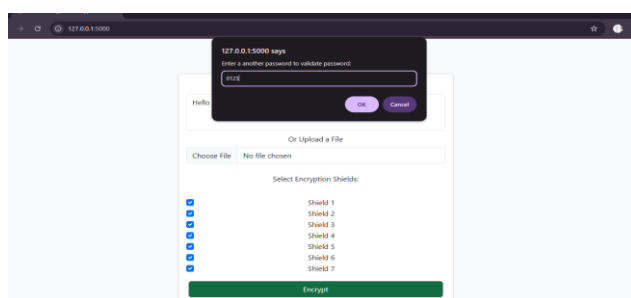 127.0.0.1:5000
127.0.0.1:5000 says
Enter a another password to validate password:
0123
OK Cancel
Hello
Or Upload a File
Choose File No file chosen
Select Encryption Shields:
Shield 1
Shield 2
Shield 3
Shield 4
Shield 5
Shield 6
Shield 7
Encrypt